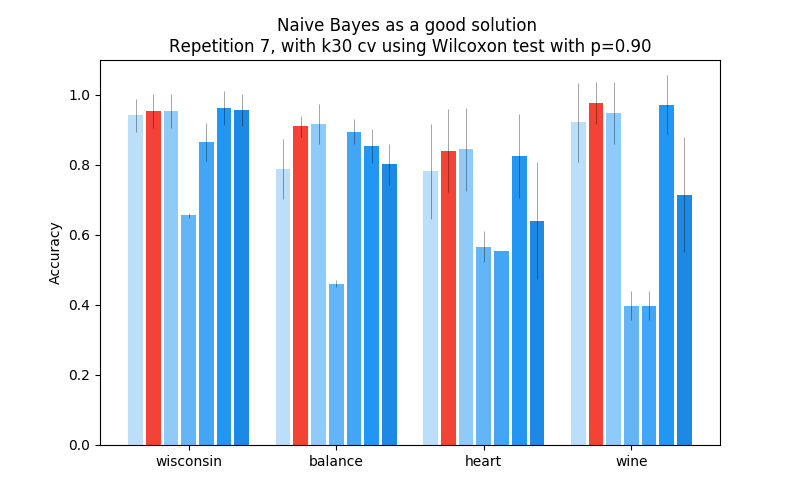 Naive Bayes as a good solution
Repetition 7, with k30 cv using Wilcoxon test with p=0.90
1.0
0.8
0.6
0.4
0.2
0.0
Accuracy
wisconsin balance heart wine